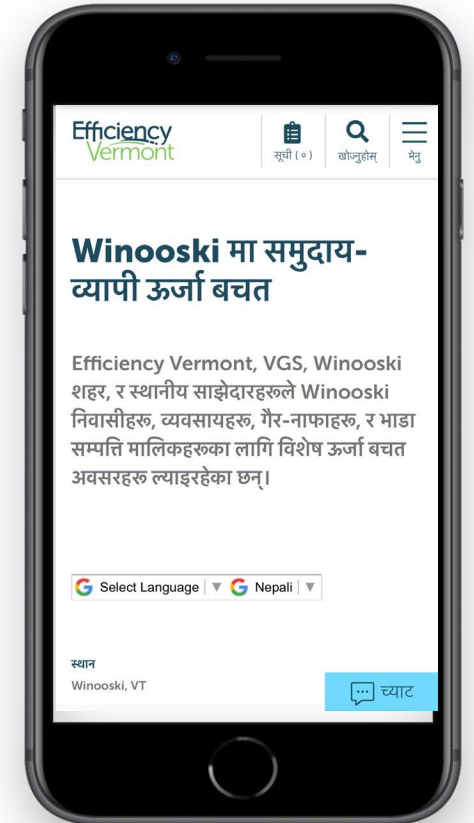 Efficiency
Vermont
सूची (०)
खोज्नुहोस्
मेनु
Winooski मा समुदाय-
व्यापी ऊर्जा बचत
Efficiency Vermont, VGS, Winooski
शहर, र स्थानीय साझेदारहरूले Winooski
निवासीहरू, व्यवसायहरू, गैर-नाफाहरू, र भाडा
सम्पत्ति मालिकहरूका लागि विशेष ऊर्जा बचत
अवसरहरू ल्याइरहेका छन्।
G Select Language ▼ G Nepali ▼
स्थान
Winooski, VT
च्याट